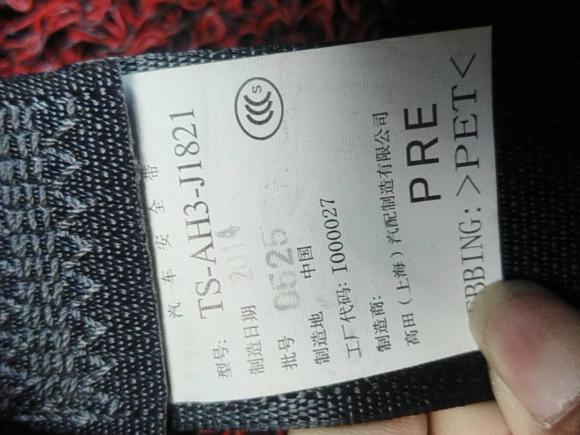 汽车安全带
型号: TS-AH3-J1821
制造日期 2014
批号 0525
制造地 中国
工厂代码: I000027
制造商:
高田（上海）汽配制造有限公司
PRE
BBING: >PET<
CCC S